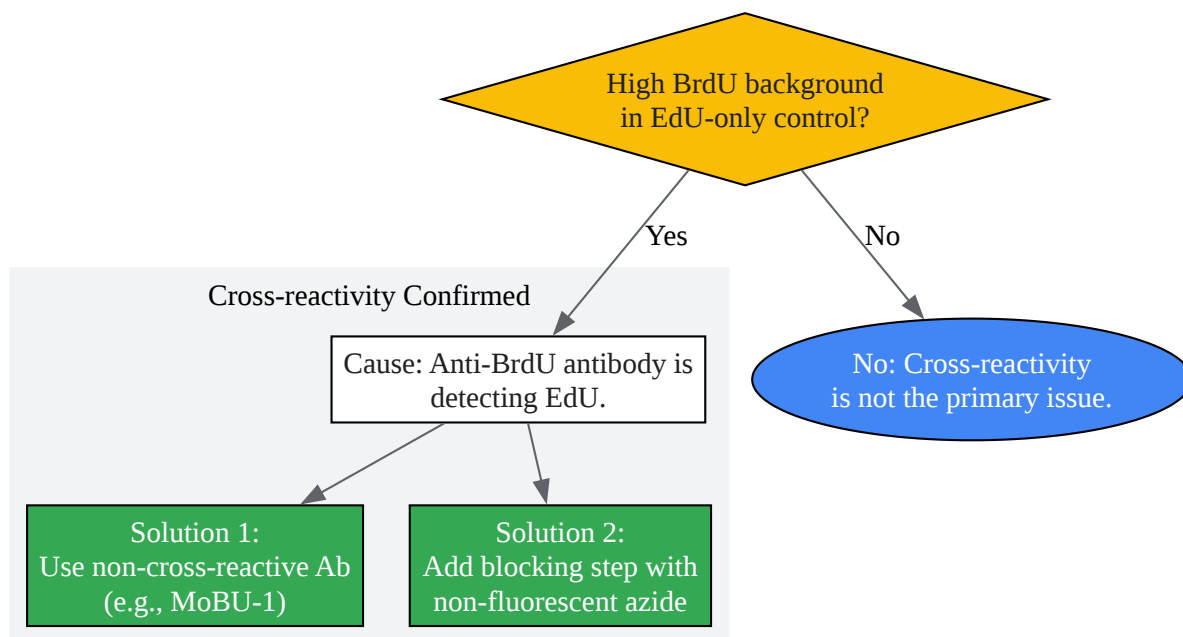 High BrdU background
in EdU-only control?
Yes
No
Cross-reactivity Confirmed
Cause: Anti-BrdU antibody is
detecting EdU.
No: Cross-reactivity
is not the primary issue.
Solution 1:
Use non-cross-reactive Ab
(e.g., MoBU-1)
Solution 2:
Add blocking step with
non-fluorescent azide